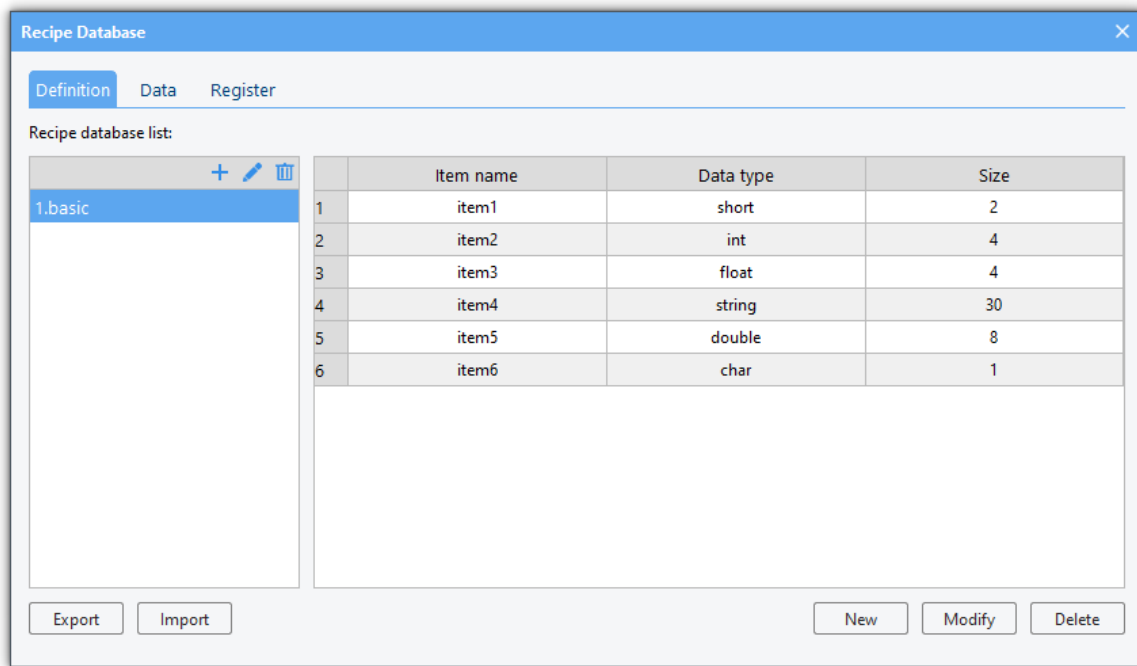 Recipe Database
Definition Data Register
Recipe database list:
Item name Data type Size
1.basic
1 item1 short 2
2 item2 int 4
3 item3 float 4
4 item4 string 30
5 item5 double 8
6 item6 char 1
Export Import New Modify Delete